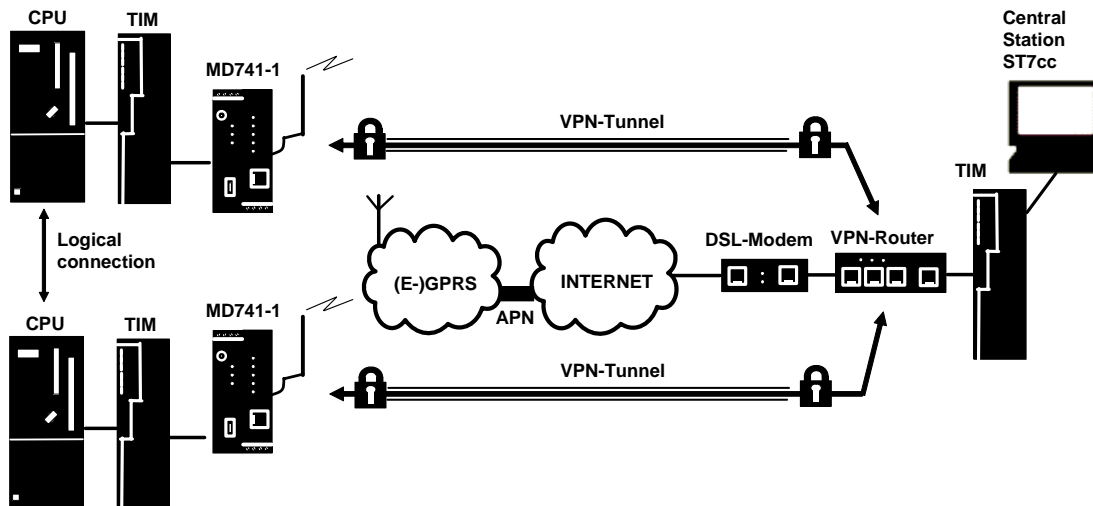 CPU
TIM
MD741-1
VPN-Tunnel
Central
Station
ST7cc
TIM
Logical
connection
(E-)GPRS
APN
INTERNET
DSL-Modem
VPN-Router
CPU
TIM
MD741-1
VPN-Tunnel